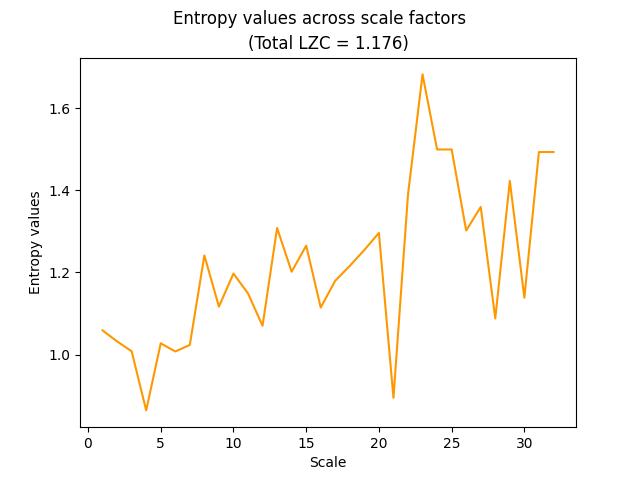 Entropy values across scale factors
(Total LZC = 1.176)
1.6
1.4
1.2
1.0
Entropy values
0 5 10 15 20 25 30
Scale